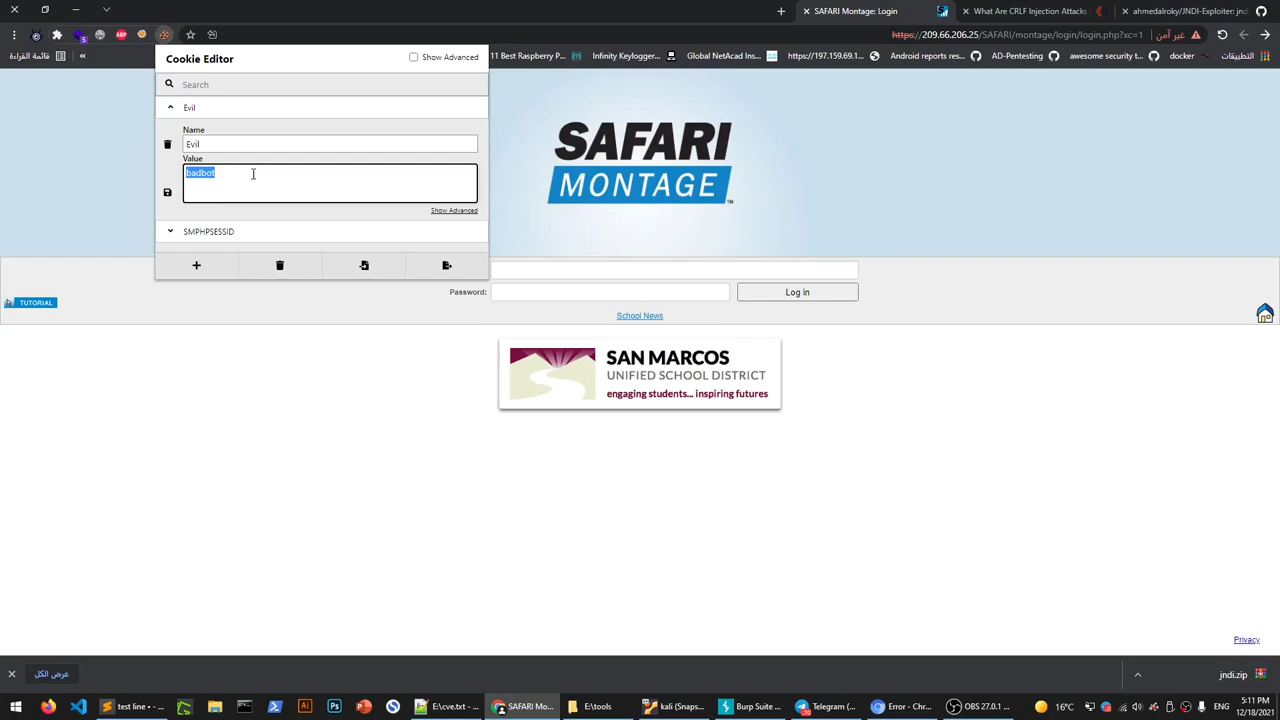 SAFARI Montage: Login
What Are CRLF Injection Attacks
ahmedalroky/JNDI-Exploiter: jnd
https://209.66.206.25/SAFARI/montage/login/login.php?xc=1
غير آمن
ABP
قائمة القراءة
«
11 Best Raspberry P...
Infinity Keylogger...
Global NetAcad Ins...
https://197.159.69.1...
Android repores...
AD-Pentesting
awesome security t...
docker
التطبيقات
Cookie Editor
Show Advanced
Search
Evil
Name
Evil
Value
badbot
Show Advanced
SMPHPSESSID
SAFARI
MONTAGE™
Password:
Log in
TUTORIAL
School News
SAN MARCOS
UNIFIED SCHOOL DISTRICT
engaging students... inspiring futures
Privacy
عرض الكل
jndi.zip
test line • - ...
E:\cve.txt - ...
SAFARI Mo...
E:\tools
kali (Snaps...
Burp Suite ...
Telegram (...
Error - Chr...
OBS 27.0.1 ...
16°C
ENG
5:11 PM
12/18/2021